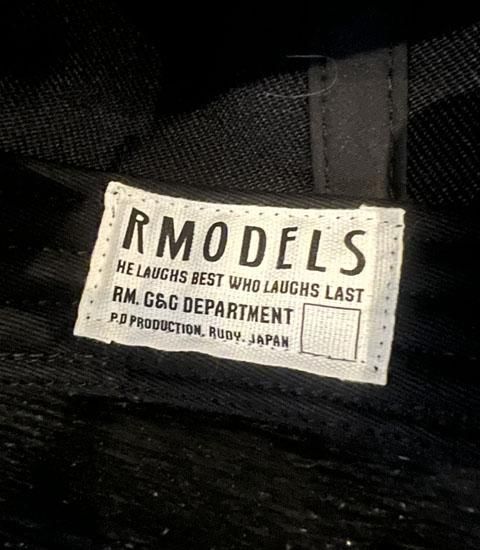 RMODELS
HE LAUGHS BEST WHO LAUGHS LAST
RM. G&G DEPARTMENT
P.D PRODUCTION. RUDY. JAPAN